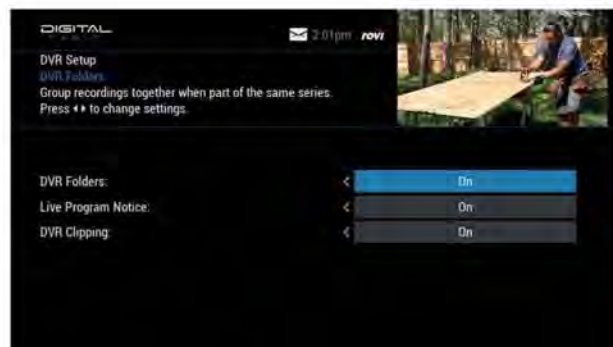 DIGITAL
2:01pm rovi
DVR Setup
DVR Folders
Group recordings together when part of the same series.
Press ◂ ▸ to change settings.
DVR Folders: < On
Live Program Notice: < On
DVR Clipping: < On